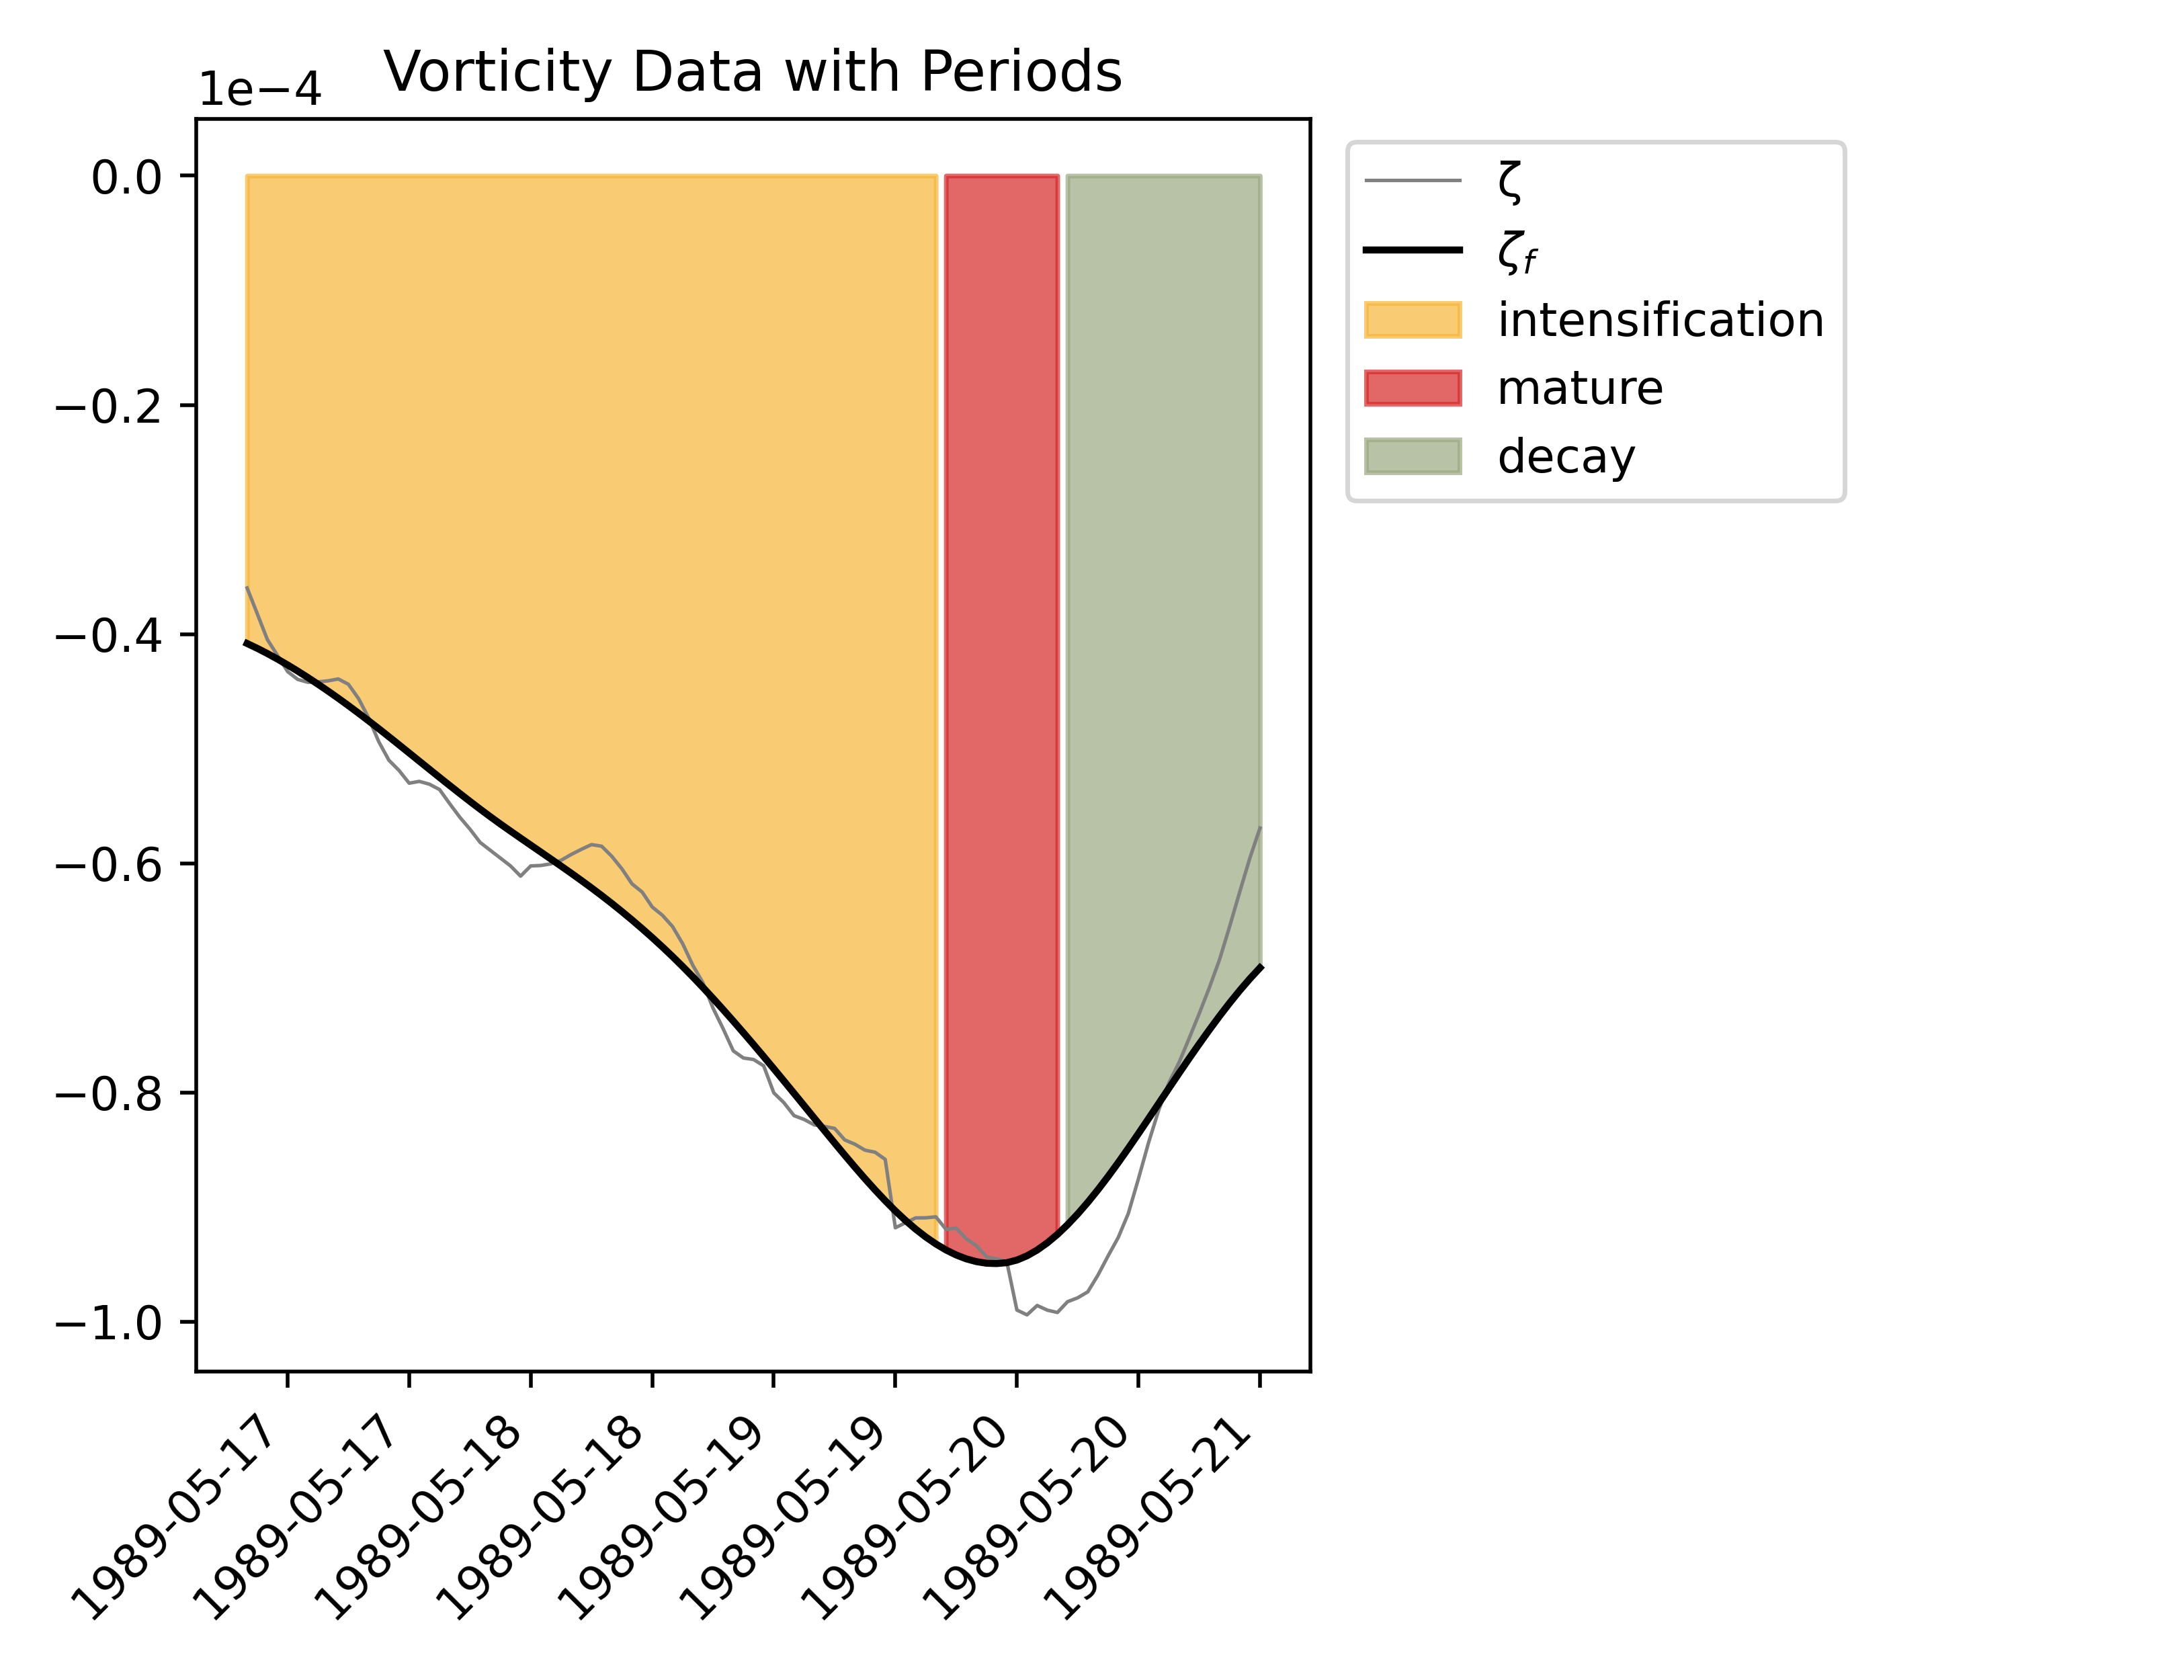 Vorticity Data with Periods
1e−4
0.0
−0.2
−0.4
−0.6
−0.8
−1.0
1989-05-17
1989-05-17
1989-05-18
1989-05-18
1989-05-19
1989-05-19
1989-05-20
1989-05-20
1989-05-21
ζ
ζf
intensification
mature
decay